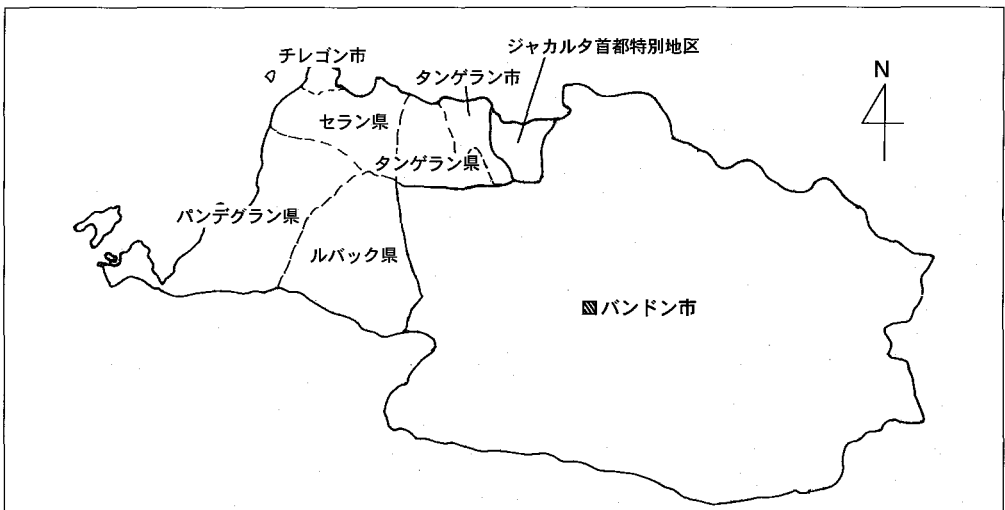 ジャカルタ首都特別地区
チレゴン市
タンゲラン市
N
セラン県
タンゲラン県
パンデグラン県
ルバック県
バンドン市